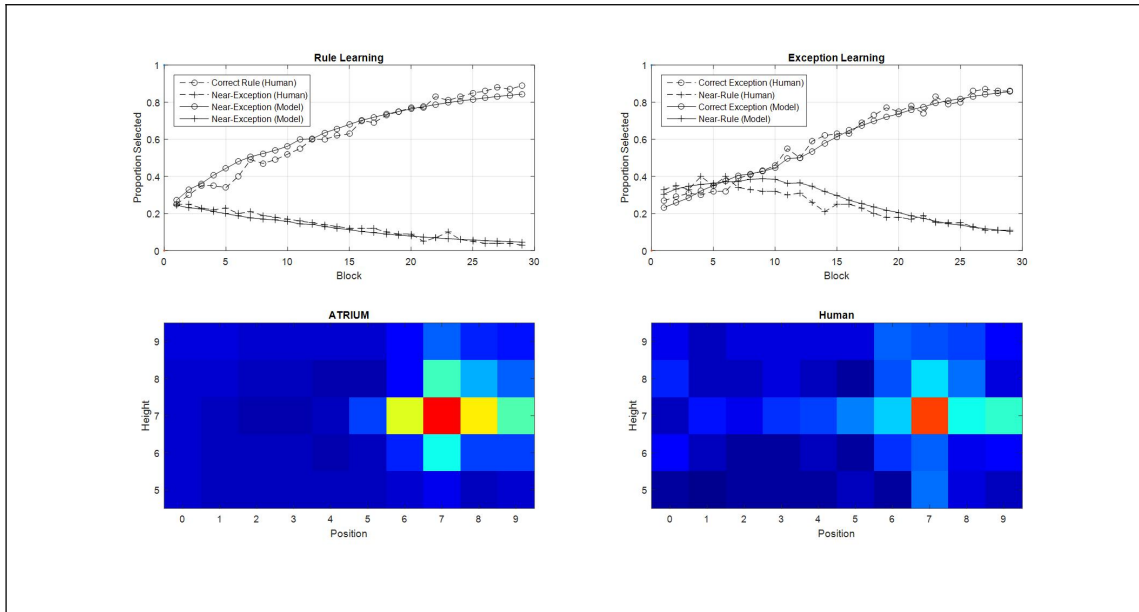 Rule Learning
Proportion Selected
1
0.8
0.6
0.4
0.2
0
Correct Rule (Human)
Near-Exception (Human)
Near-Exception (Model)
Near-Exception (Model)
0 5 10 15 20 25 30
Block
Exception Learning
Proportion Selected
1
0.8
0.6
0.4
0.2
0
Correct Exception (Human)
Near-Rule (Human)
Correct Exception (Model)
Near-Rule (Model)
0 5 10 15 20 25 30
Block
ATRIUM
Height
9
8
7
6
5
0 1 2 3 4 5 6 7 8 9
Position
Human
Height
9
8
7
6
5
0 1 2 3 4 5 6 7 8 9
Position